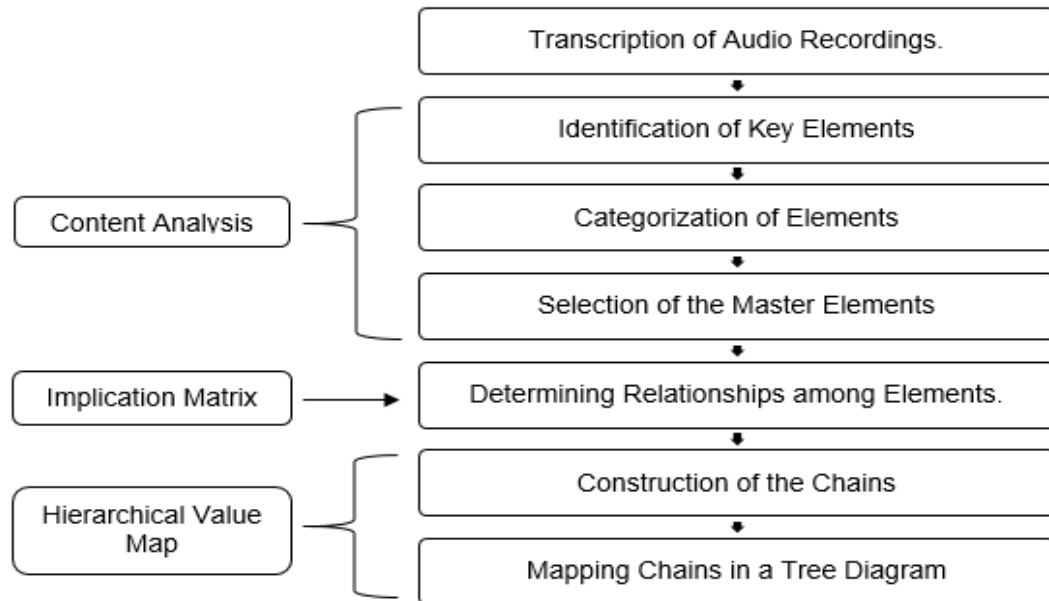 Transcription of Audio Recordings.
Identification of Key Elements
Content Analysis
Categorization of Elements
Selection of the Master Elements
Implication Matrix
Determining Relationships among Elements.
Construction of the Chains
Hierarchical Value
Map
Mapping Chains in a Tree Diagram